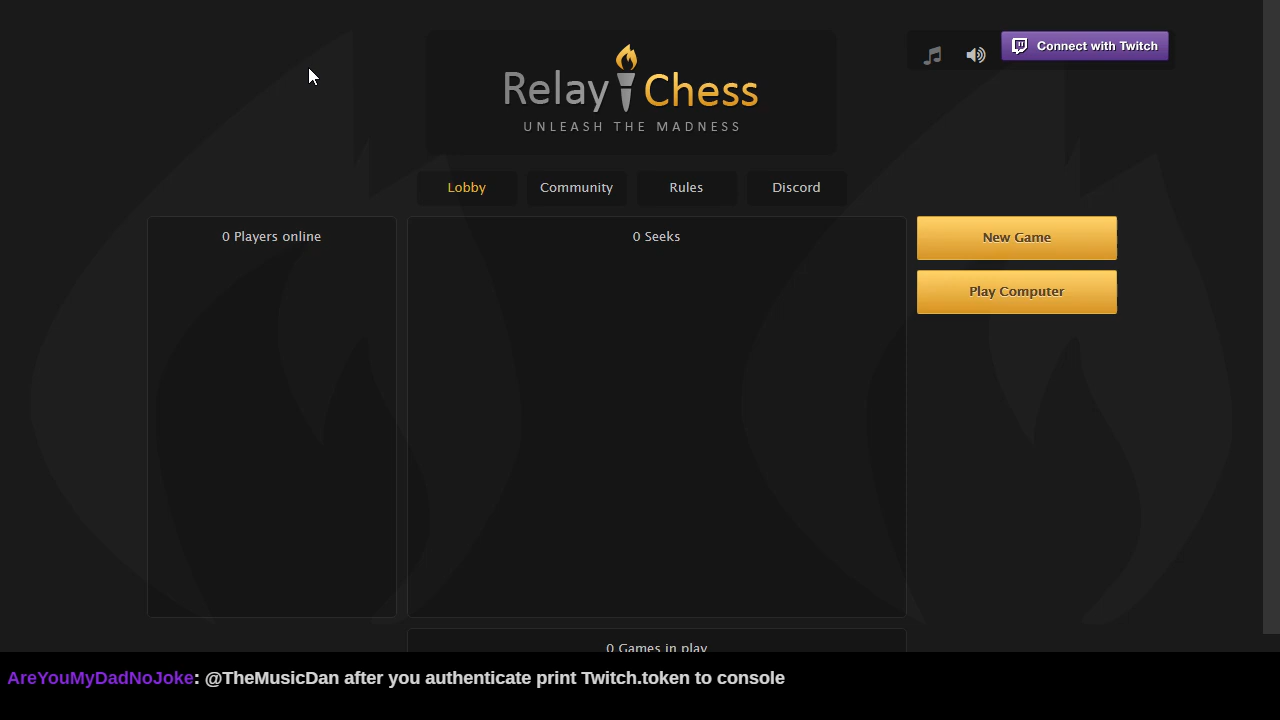 Relay Chess
UNLEASH THE MADNESS
Connect with Twitch
Lobby
Community
Rules
Discord
0 Players online
0 Seeks
New Game
Play Computer
0 Games in play
AreYouMyDadNoJoke: @TheMusicDan after you authenticate print Twitch.token to console